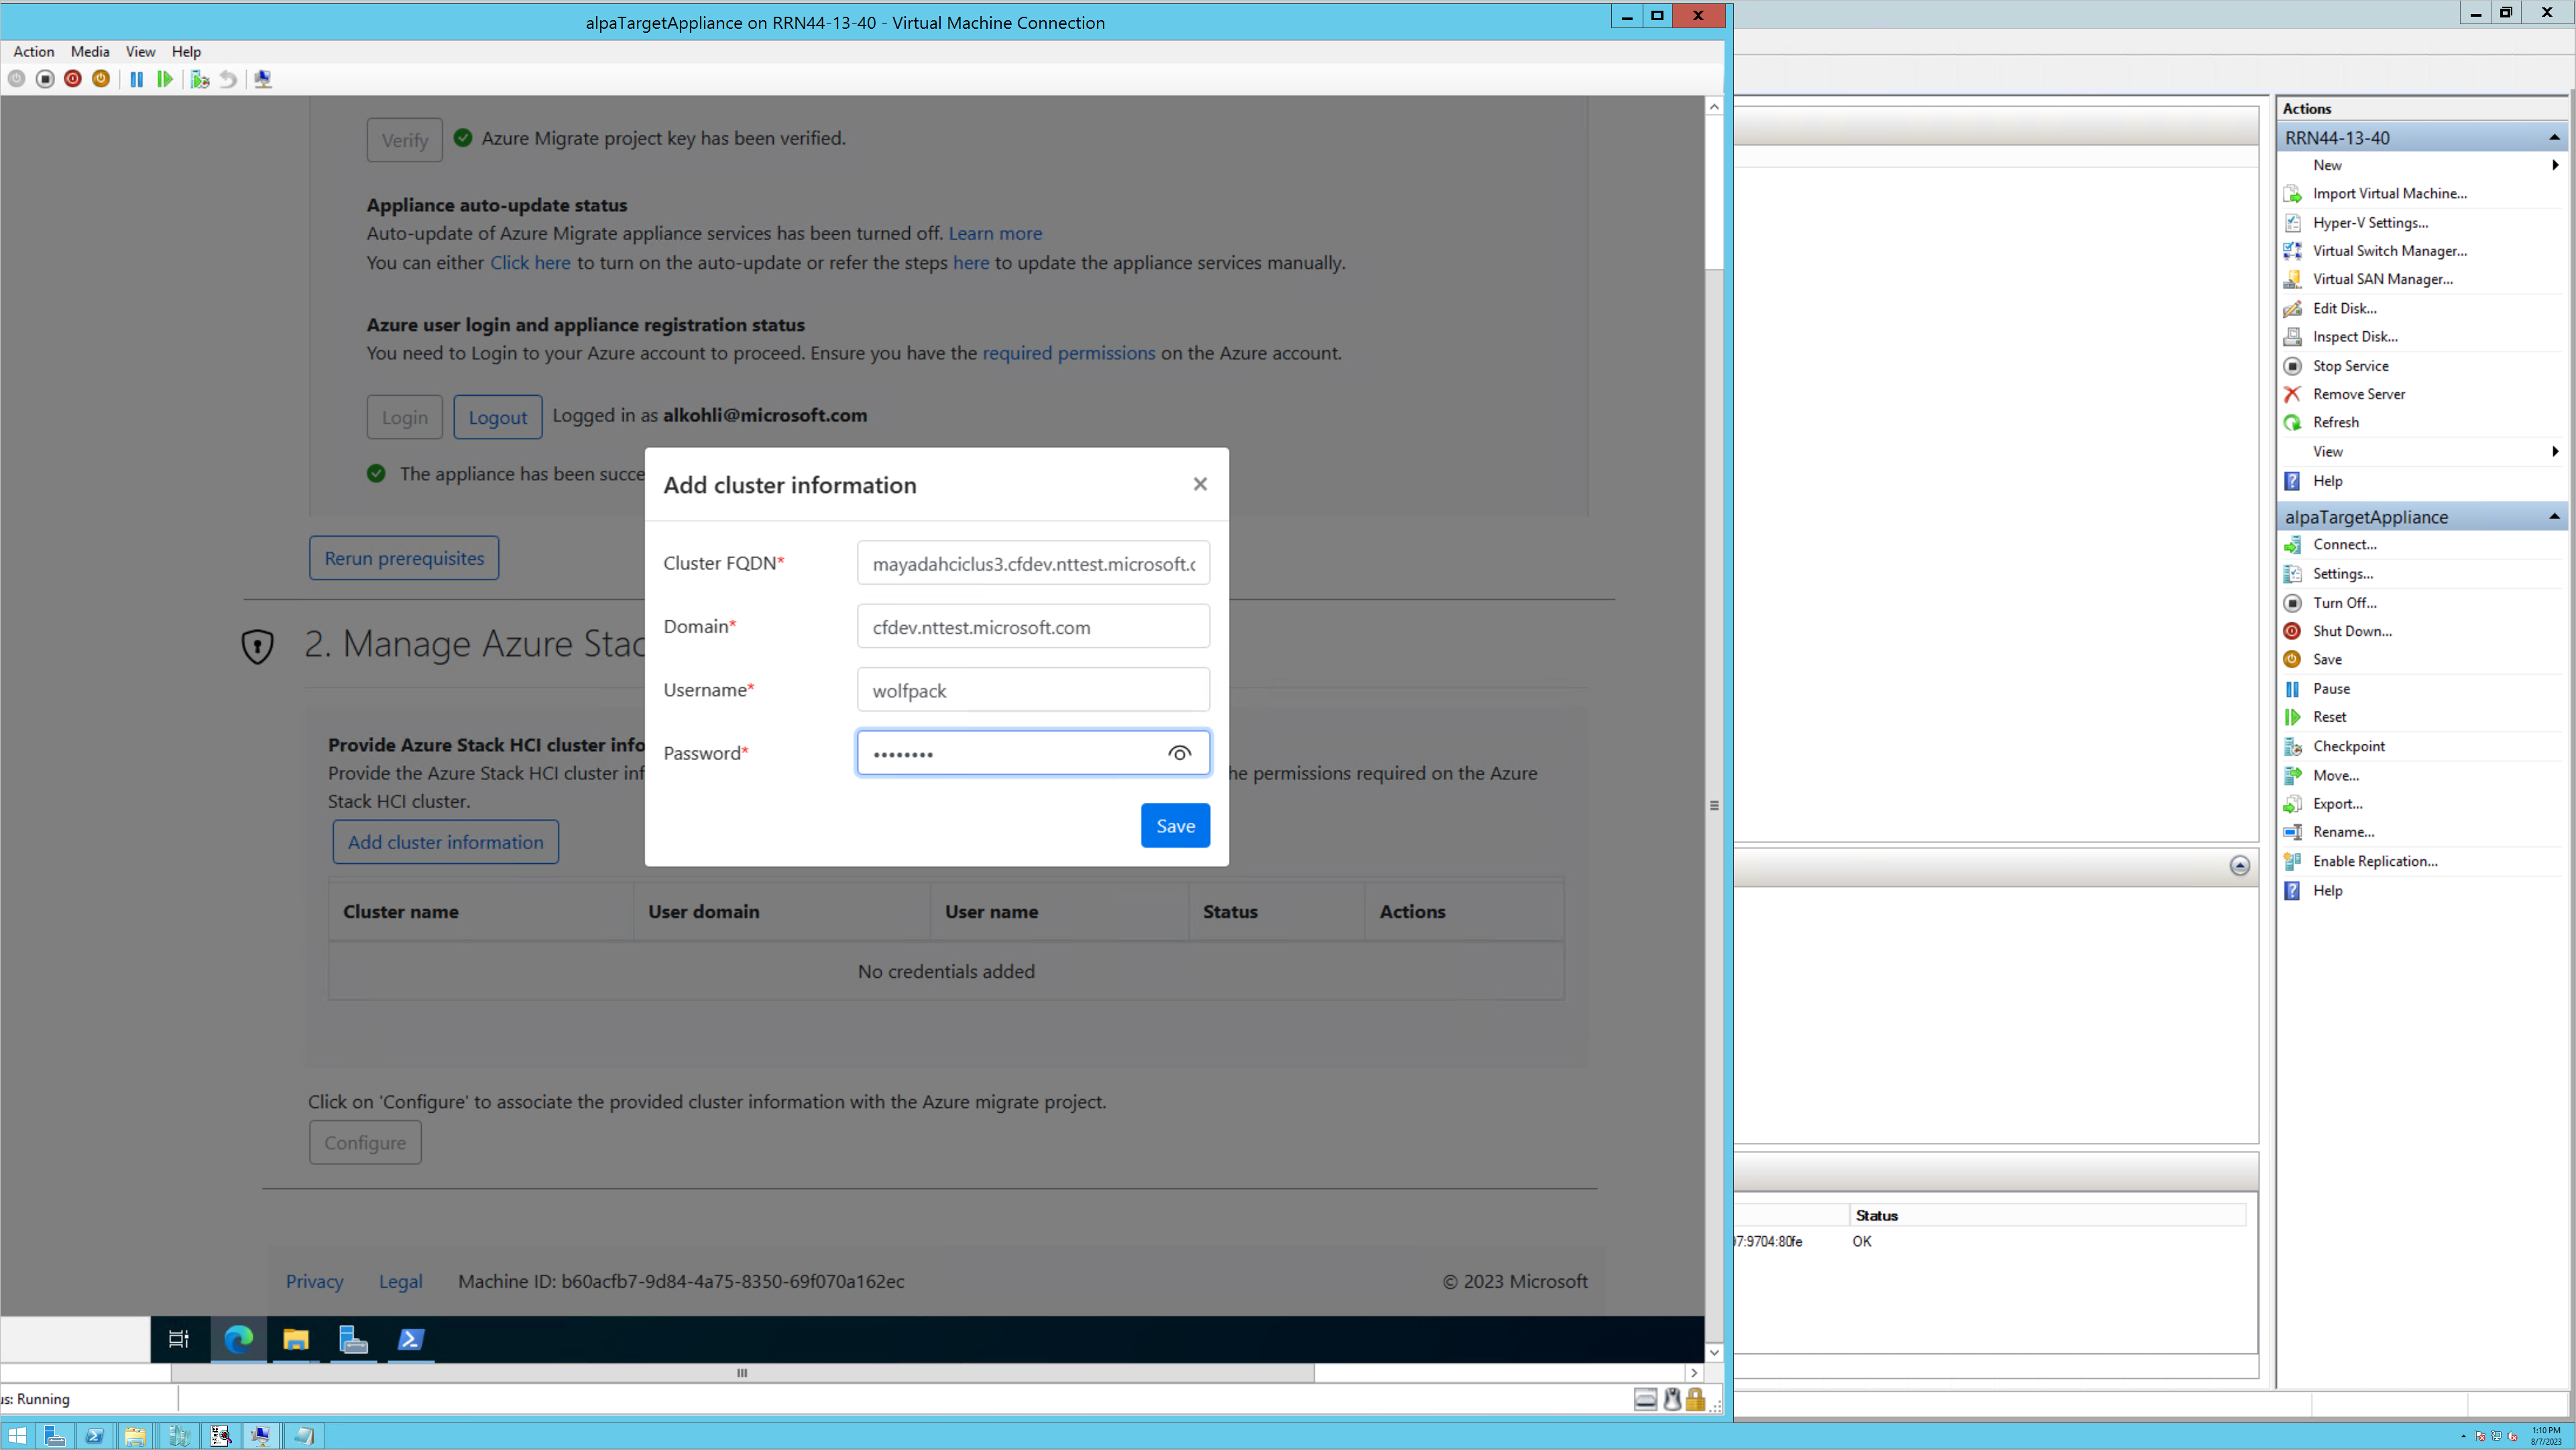 alpaTargetAppliance on RRN44-13-40 - Virtual Machine Connection
Action Media View Help
Verify
Azure Migrate project key has been verified.
Appliance auto-update status
Auto-update of Azure Migrate appliance services has been turned off. Learn more
You can either Click here to turn on the auto-update or refer the steps here to update the appliance services manually.
Azure user login and appliance registration status
You need to Login to your Azure account to proceed. Ensure you have the required permissions on the Azure account.
Login
Logout
Logged in as alkohli@microsoft.com
The appliance has been succe
Rerun prerequisites
2. Manage Azure Stac
Provide Azure Stack HCI cluster info
Provide the Azure Stack HCI cluster inf
he permissions required on the Azure
Stack HCI cluster.
Add cluster information
Cluster name
User domain
User name
Status
Actions
No credentials added
Click on 'Configure' to associate the provided cluster information with the Azure migrate project.
Configure
Privacy
Legal
Machine ID: b60acfb7-9d84-4a75-8350-69f070a162ec
© 2023 Microsoft
Add cluster information
Cluster FQDN*
mayadahciclus3.cfdev.nttest.microsoft.c
Domain*
cfdev.nttest.microsoft.com
Username*
wolfpack
Password*
••••••••
Save
us: Running
Status
97:9704:80fe
OK
Actions
RRN44-13-40
New
Import Virtual Machine...
Hyper-V Settings...
Virtual Switch Manager...
Virtual SAN Manager...
Edit Disk...
Inspect Disk...
Stop Service
Remove Server
Refresh
View
Help
alpaTargetAppliance
Connect...
Settings...
Turn Off...
Shut Down...
Save
Pause
Reset
Checkpoint
Move...
Export...
Rename...
Enable Replication...
Help
1:10 PM
8/7/2023